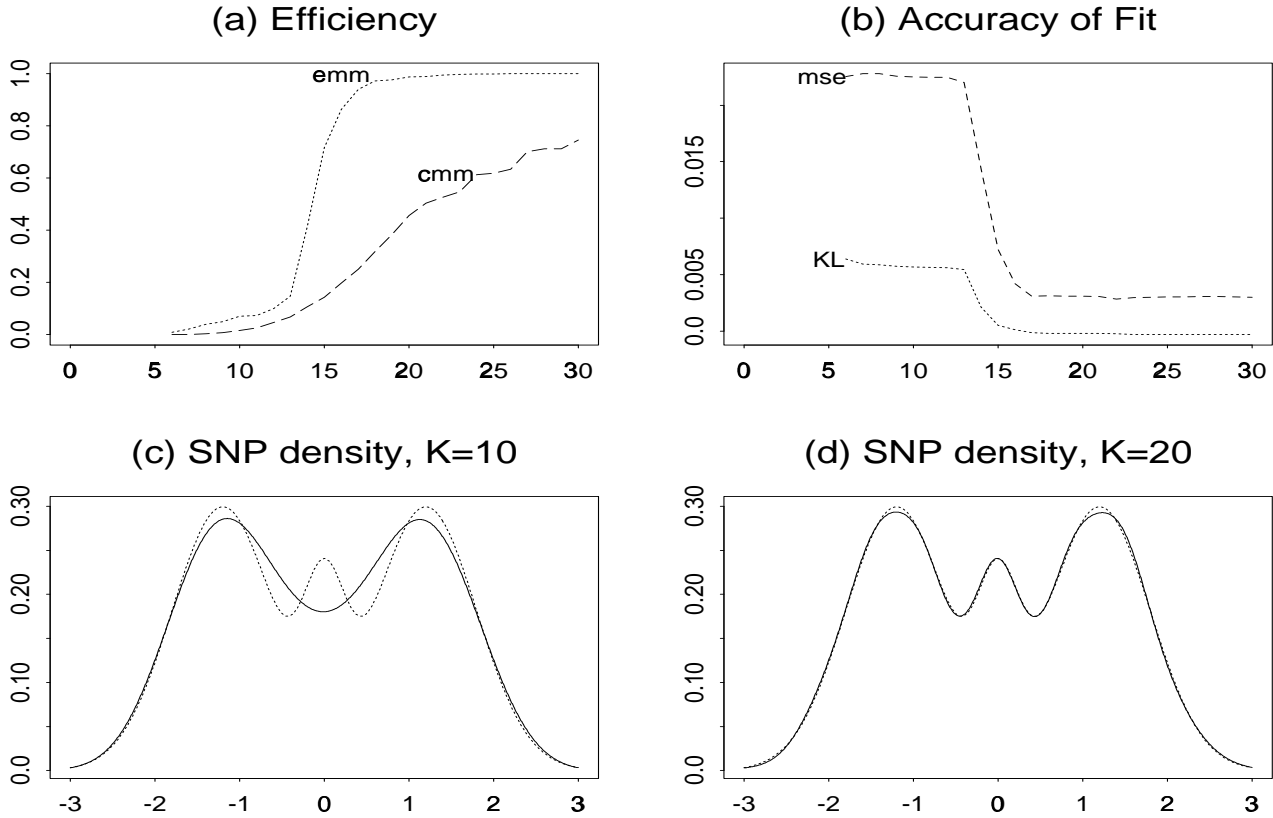 (a) Efficiency
1.0
0.8
0.6
0.4
0.2
0.0
emm
cmm
0 5 10 15 20 25 30
(b) Accuracy of Fit
0.015
0.005
0.0
mse
KL
0 5 10 15 20 25 30
(c) SNP density, K=10
0.30
0.20
0.10
0.0
-3 -2 -1 0 1 2 3
(d) SNP density, K=20
0.30
0.20
0.10
0.0
-3 -2 -1 0 1 2 3